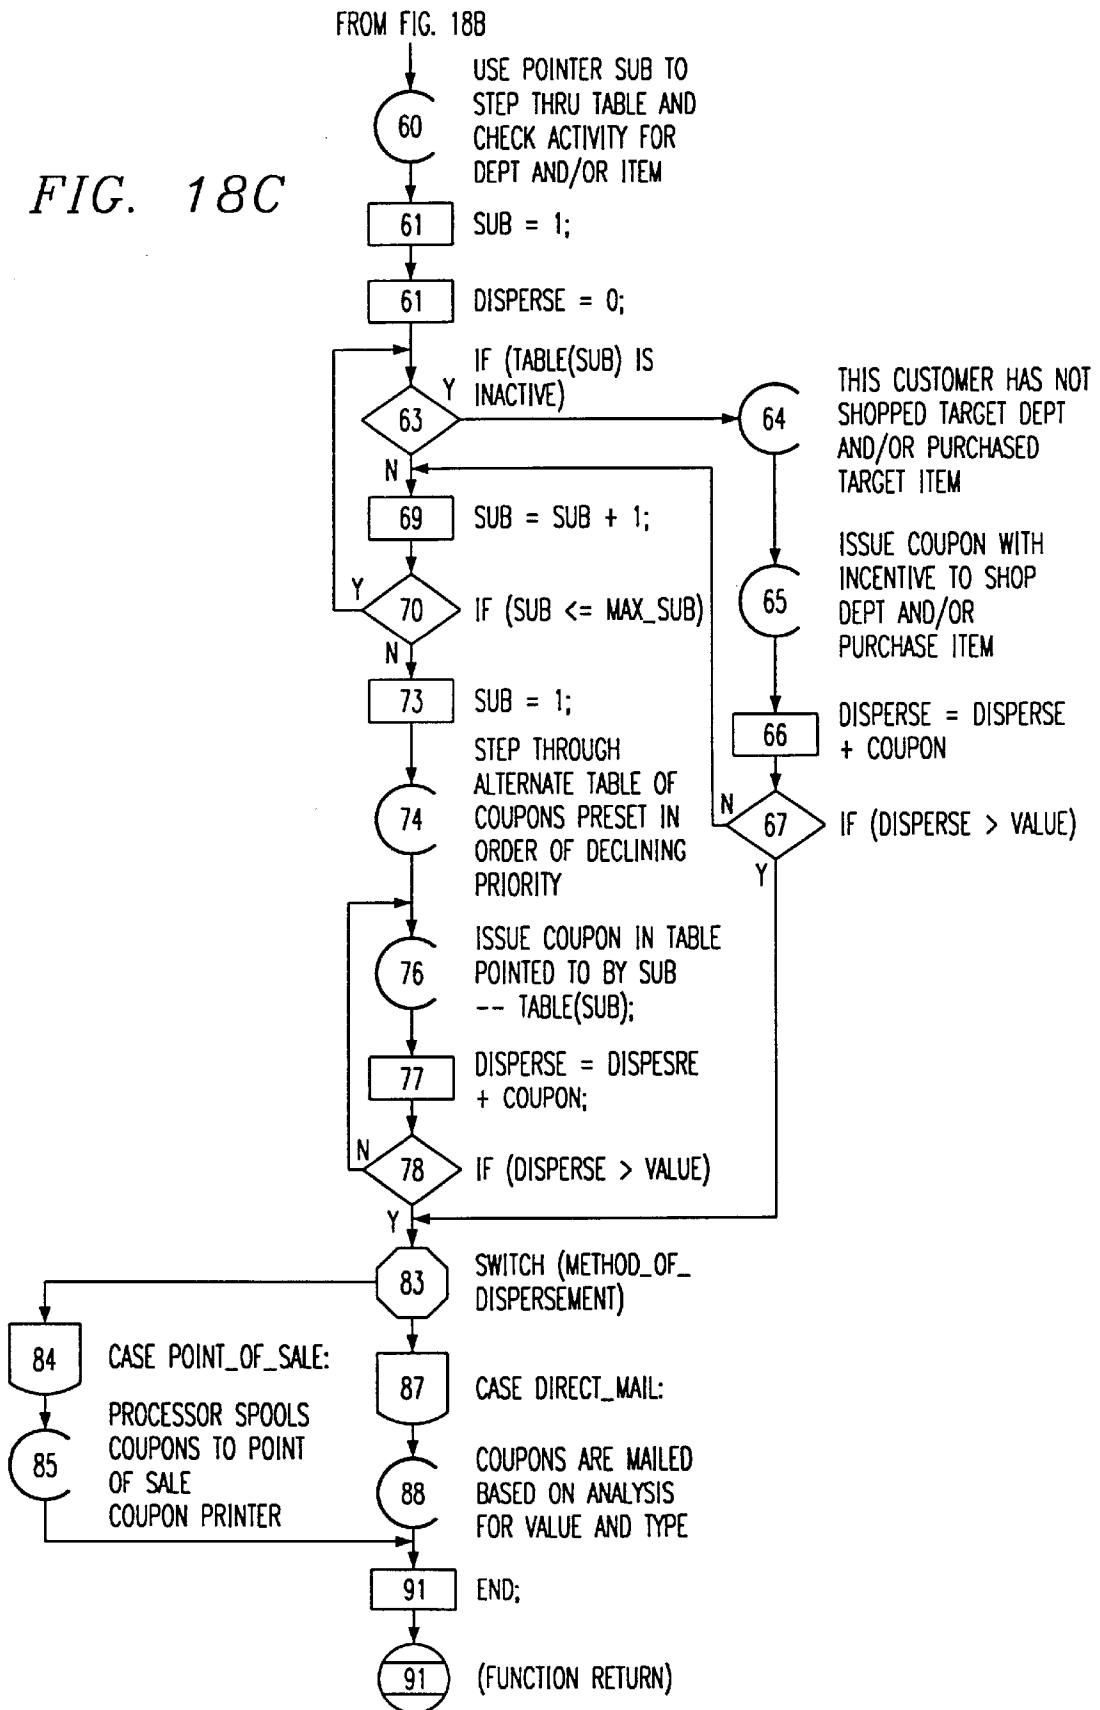 FROM FIG. 18B
USE POINTER SUB TO
STEP THRU TABLE AND
CHECK ACTIVITY FOR
DEPT AND/OR ITEM
60
FIG. 18C
61
SUB = 1;
61
DISPERSE = 0;
IF (TABLE(SUB) IS
INACTIVE)
Y
63
N
64
THIS CUSTOMER HAS NOT
SHOPPED TARGET DEPT
AND/OR PURCHASED
TARGET ITEM
69
SUB = SUB + 1;
65
ISSUE COUPON WITH
INCENTIVE TO SHOP
DEPT AND/OR
PURCHASE ITEM
Y
70
IF (SUB <= MAX_SUB)
N
73
SUB = 1;
66
DISPERSE = DISPERSE
+ COUPON
74
STEP THROUGH
ALTERNATE TABLE OF
COUPONS PRESET IN
ORDER OF DECLINING
PRIORITY
N
67
IF (DISPERSE > VALUE)
Y
76
ISSUE COUPON IN TABLE
POINTED TO BY SUB
-- TABLE(SUB);
77
DISPERSE = DISPESRE
+ COUPON;
N
78
IF (DISPERSE > VALUE)
Y
83
SWITCH (METHOD_OF_
DISPERSEMENT)
84
CASE POINT_OF_SALE:
87
CASE DIRECT_MAIL:
85
PROCESSOR SPOOLS
COUPONS TO POINT
OF SALE
COUPON PRINTER
88
COUPONS ARE MAILED
BASED ON ANALYSIS
FOR VALUE AND TYPE
91
END;
91
(FUNCTION RETURN)